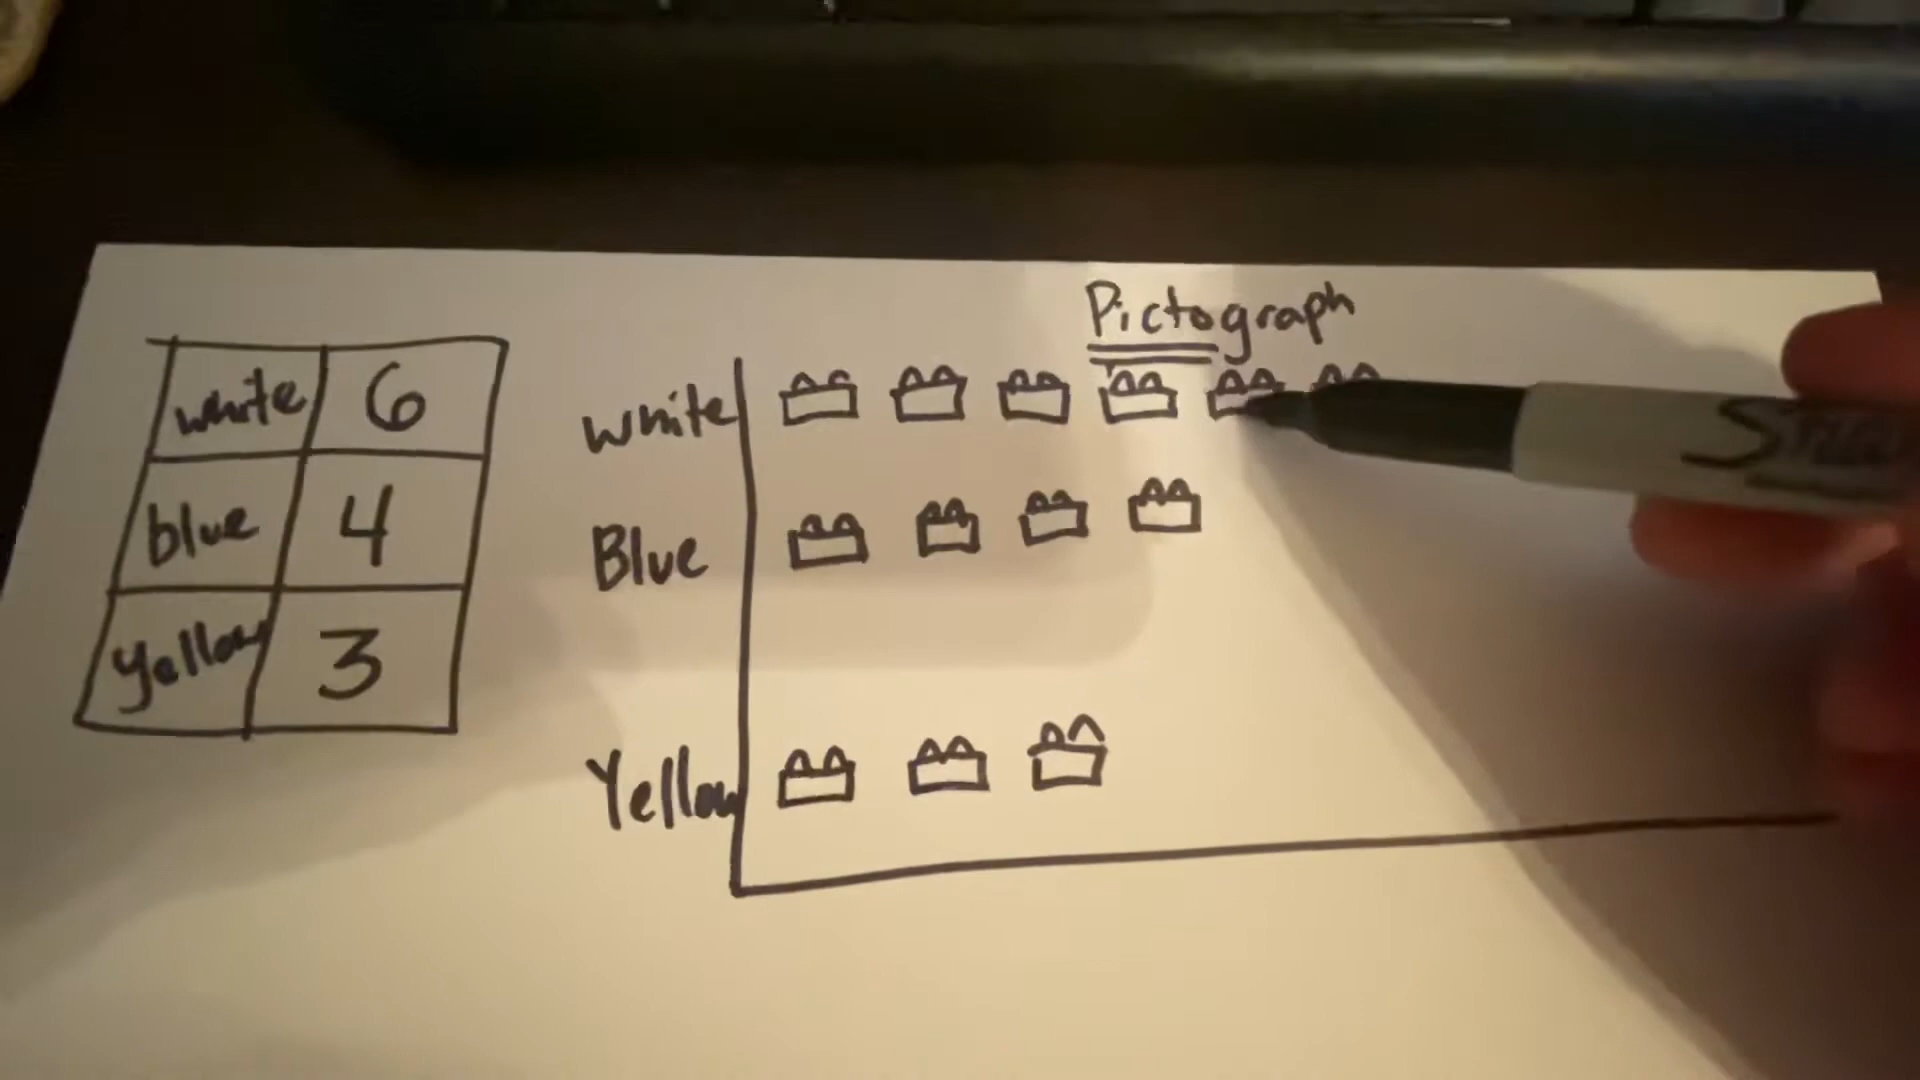 Pictograph
white 6
blue 4
yellow 3
white
Blue
Yellow